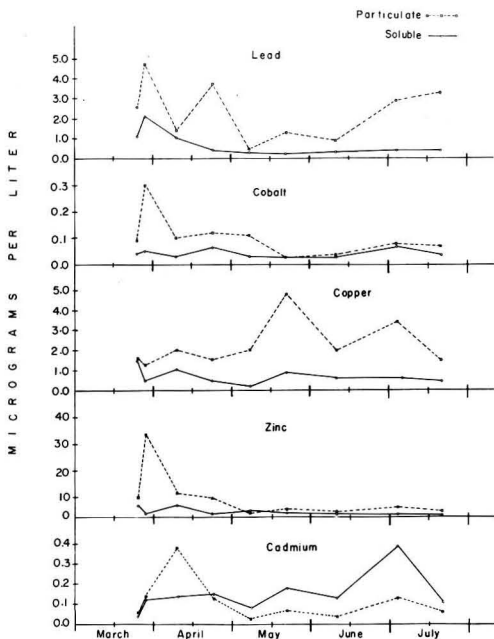 Particulate
Soluble
MICROGRAMS PER LITER
Lead
5.0
4.0
3.0
2.0
1.0
0.0
Cobalt
0.3
0.2
0.1
0.0
Copper
5.0
4.0
3.0
2.0
1.0
0.0
Zinc
40
30
20
10
0
Cadmium
0.4
0.3
0.2
0.1
0.0
March April May June July